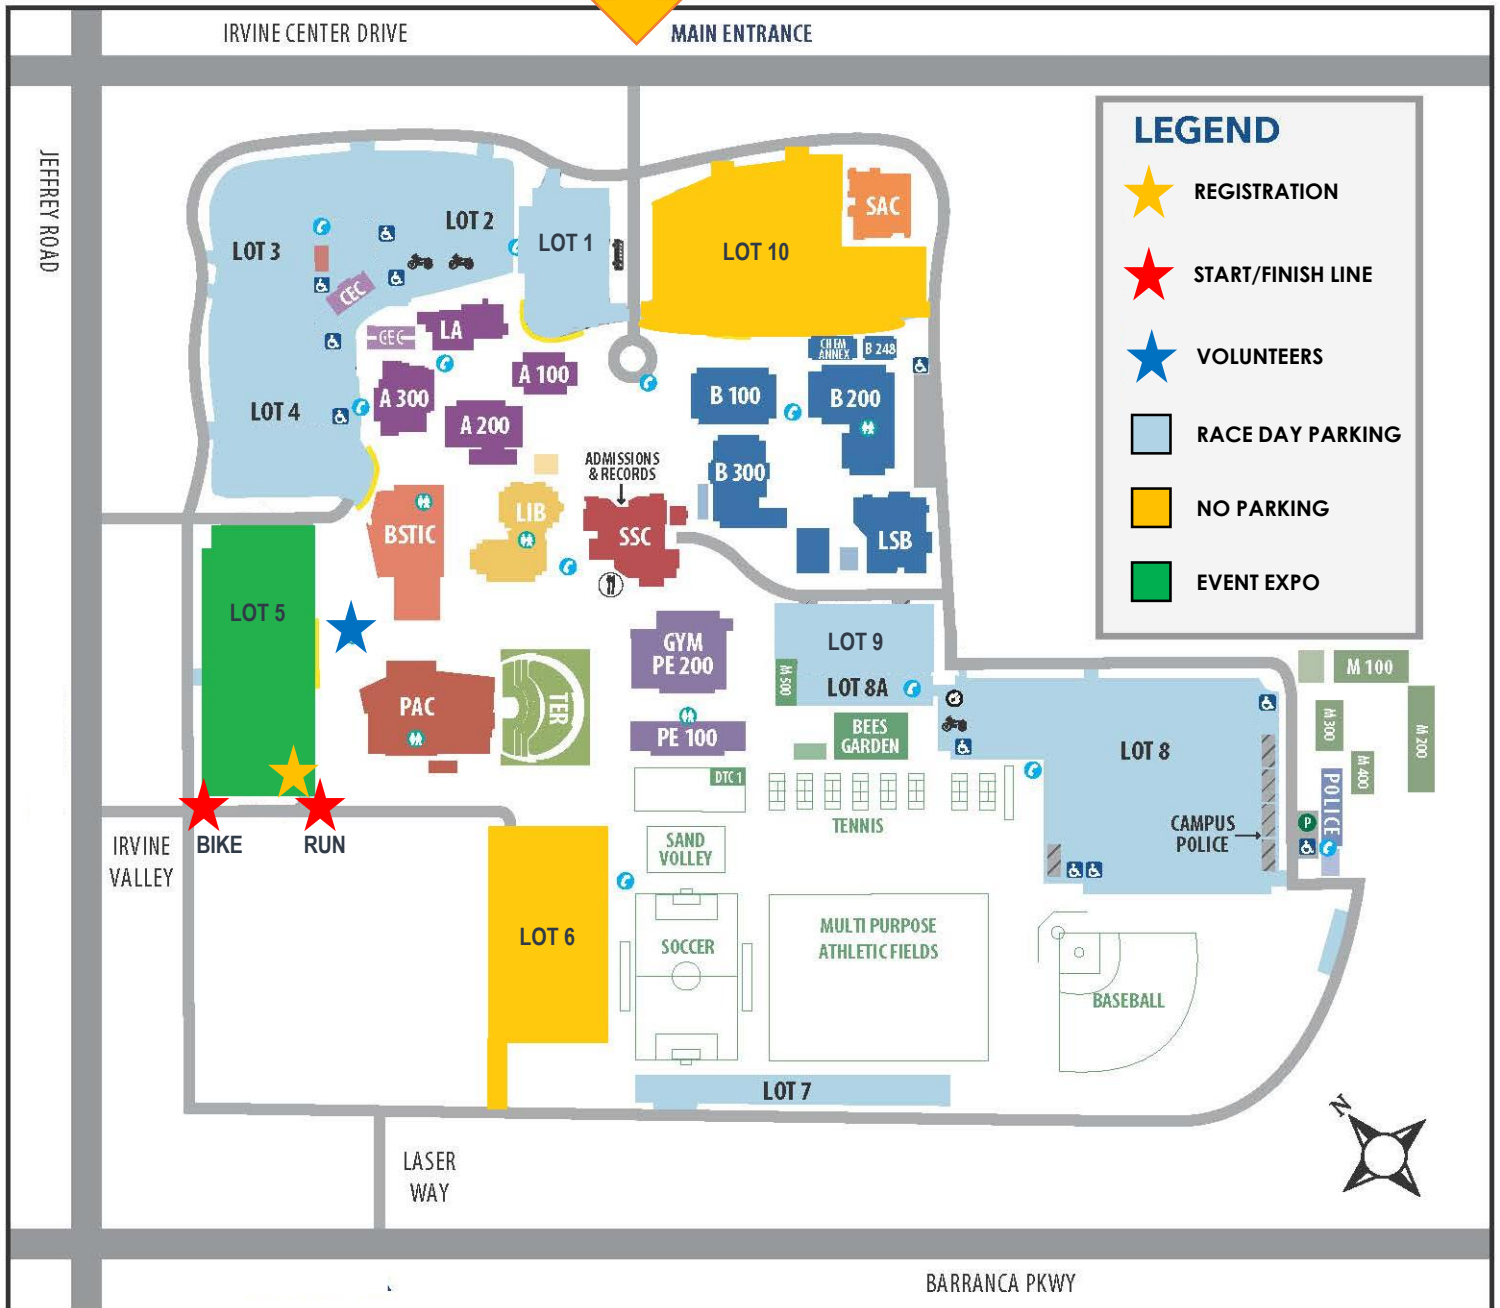 IRVINE CENTER DRIVE
MAIN ENTRANCE
JEFFREY ROAD
LEGEND
REGISTRATION
START/FINISH LINE
VOLUNTEERS
RACE DAY PARKING
NO PARKING
EVENT EXPO
LOT 3
LOT 2
LOT 1
LOT 10
SAC
CEC
GEC
LA
CHEM
ANNEX
B 248
A 100
A 300
A 200
LOT 4
B 100
B 200
B 300
ADMISSIONS
& RECORDS
BSTIC
LIB
SSC
LSB
LOT 5
GYM
PE 200
LOT 9
M 500
LOT 8A
PAC
TER
PE 100
BEES
GARDEN
LOT 8
M 100
M 300
M 200
M 400
POLICE
P
DTC 1
TENNIS
CAMPUS
POLICE
BIKE
RUN
IRVINE
VALLEY
SAND
VOLLEY
LOT 6
SOCCER
MULTI PURPOSE
ATHLETIC FIELDS
BASEBALL
LOT 7
N
LASER
WAY
BARRANCA PKWY